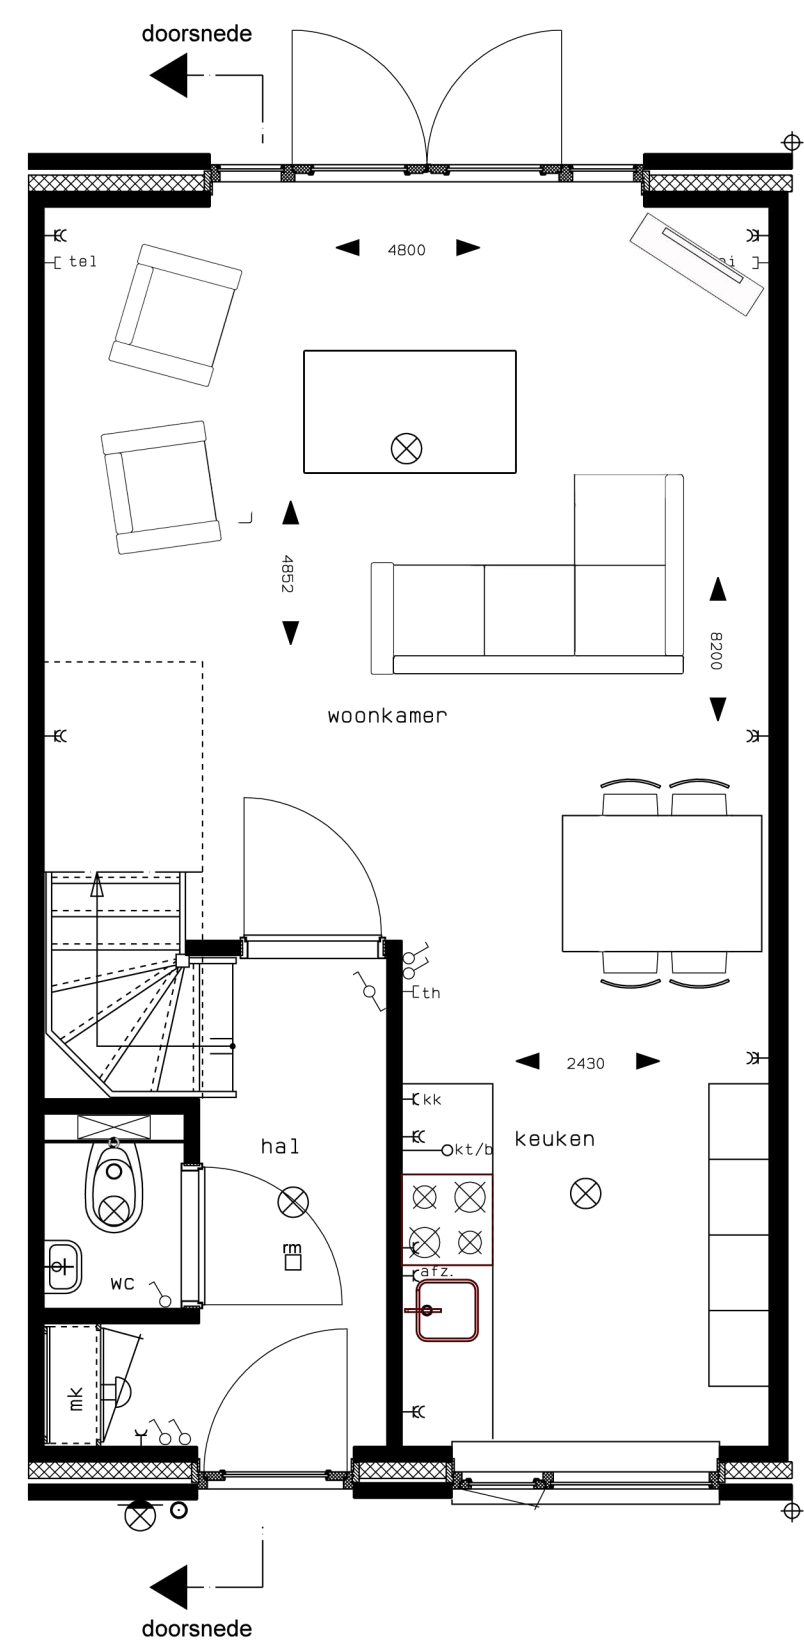 doorsnede
4800
tel
4852
8200
woonkamer
th
2430
kk
keuken
hal
kt/b
rm
afz.
wc
mk
doorsnede